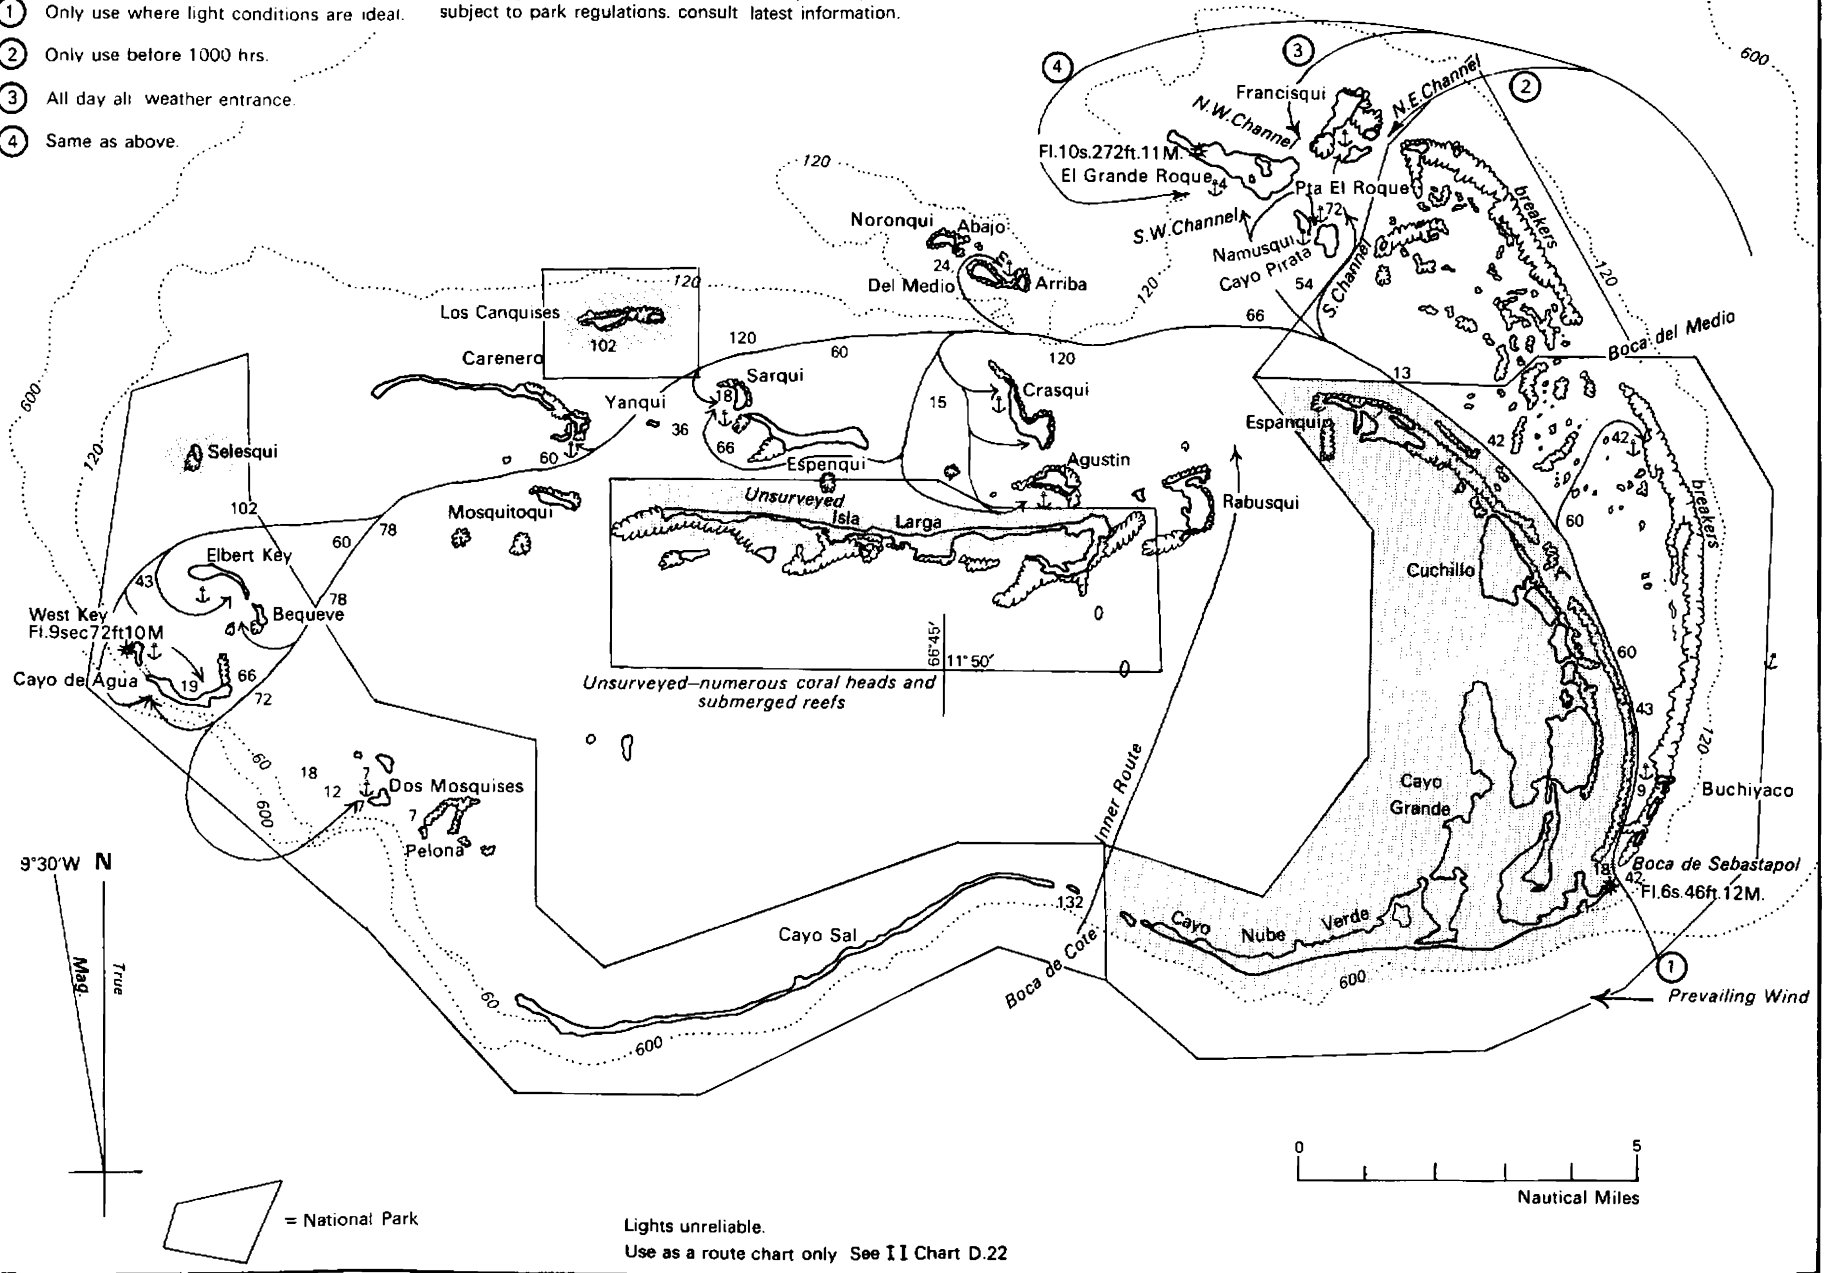 1 Only use where light conditions are ideal.
subject to park regulations. consult latest information.
2 Only use before 1000 hrs.
3 All day all weather entrance.
4 Same as above.
600
4
3
2
Francisqui
N.E.Channel
N.W.Channel
Fl.10s.272ft.11M.
El Grande Roque
4
Pta El Roque
72
S.W.Channel
Namusqui
Cayo Pirata
54
S.Channel
66
breakers
120
Boca del Medio
120
Noronqui
Abajo
24
Del Medio
Arriba
120
120
Los Canquises
102
Carenero
120
60
120
Sarqui
18
Yanqui
36
66
15
Crasqui
13
Espanqui
42
42
600
120
Selesqui
60
Espenqui
Agustin
Rabusqui
breakers
Mosquitoqui
Unsurveyed
Isla Larga
102
60
78
60
Elbert Key
43
78
Bequeve
West Key
Fl.9sec72ft10M
Cayo de Agua
19
66
72
Cuchillo
60
43
66°45′
11°50′
Unsurveyed—numerous coral heads and
submerged reefs
120
60
18
12
7
Dos Mosquises
7
Pelona
600
Inner Route
Cayo
Grande
9
Buchiyaco
Boca de Sebastapol
18
42
Fl.6s.46ft.12M.
9°30′W N
Mag.
True
Cayo Sal
132
Boca de Cote
Cayo Nube Verde
600
1
Prevailing Wind
60
600
0 5
Nautical Miles
= National Park
Lights unreliable.
Use as a route chart only See II Chart D.22